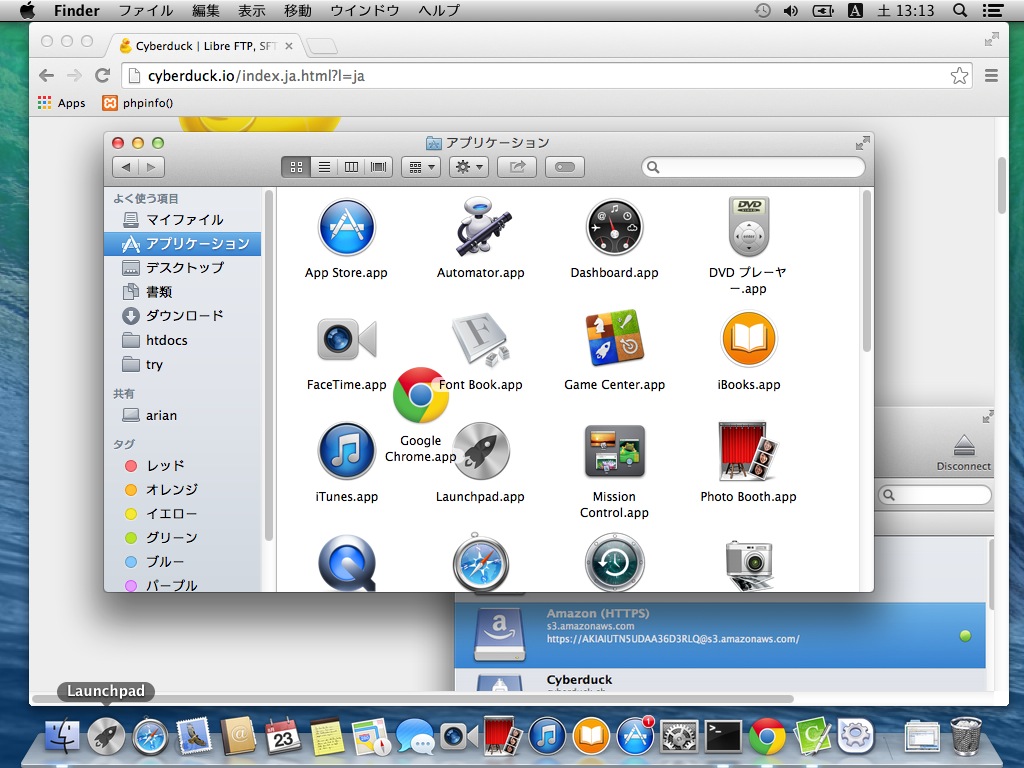 Finder ファイル 編集 表示 移動 ウインドウ ヘルプ A 土 13:13
Cyberduck | Libre FTP, SFT
cyberduck.io/index.ja.html?l=ja
Apps phpinfo()
アプリケーション
よく使う項目
マイファイル
アプリケーション
デスクトップ
書類
ダウンロード
htdocs
try
共有
arian
タグ
レッド
オレンジ
イエロー
グリーン
ブルー
パープル
App Store.app Automator.app Dashboard.app DVD プレーヤ
ー.app
FaceTime.app Font Book.app Game Center.app iBooks.app
Google
Chrome.app
iTunes.app Launchpad.app Mission
Control.app Photo Booth.app
Disconnect
Amazon (HTTPS)
s3.amazonaws.com
https://AKIAIUTNSUDAA36D3RLQ@s3.amazonaws.com/
Cyberduck
Launchpad
23
1